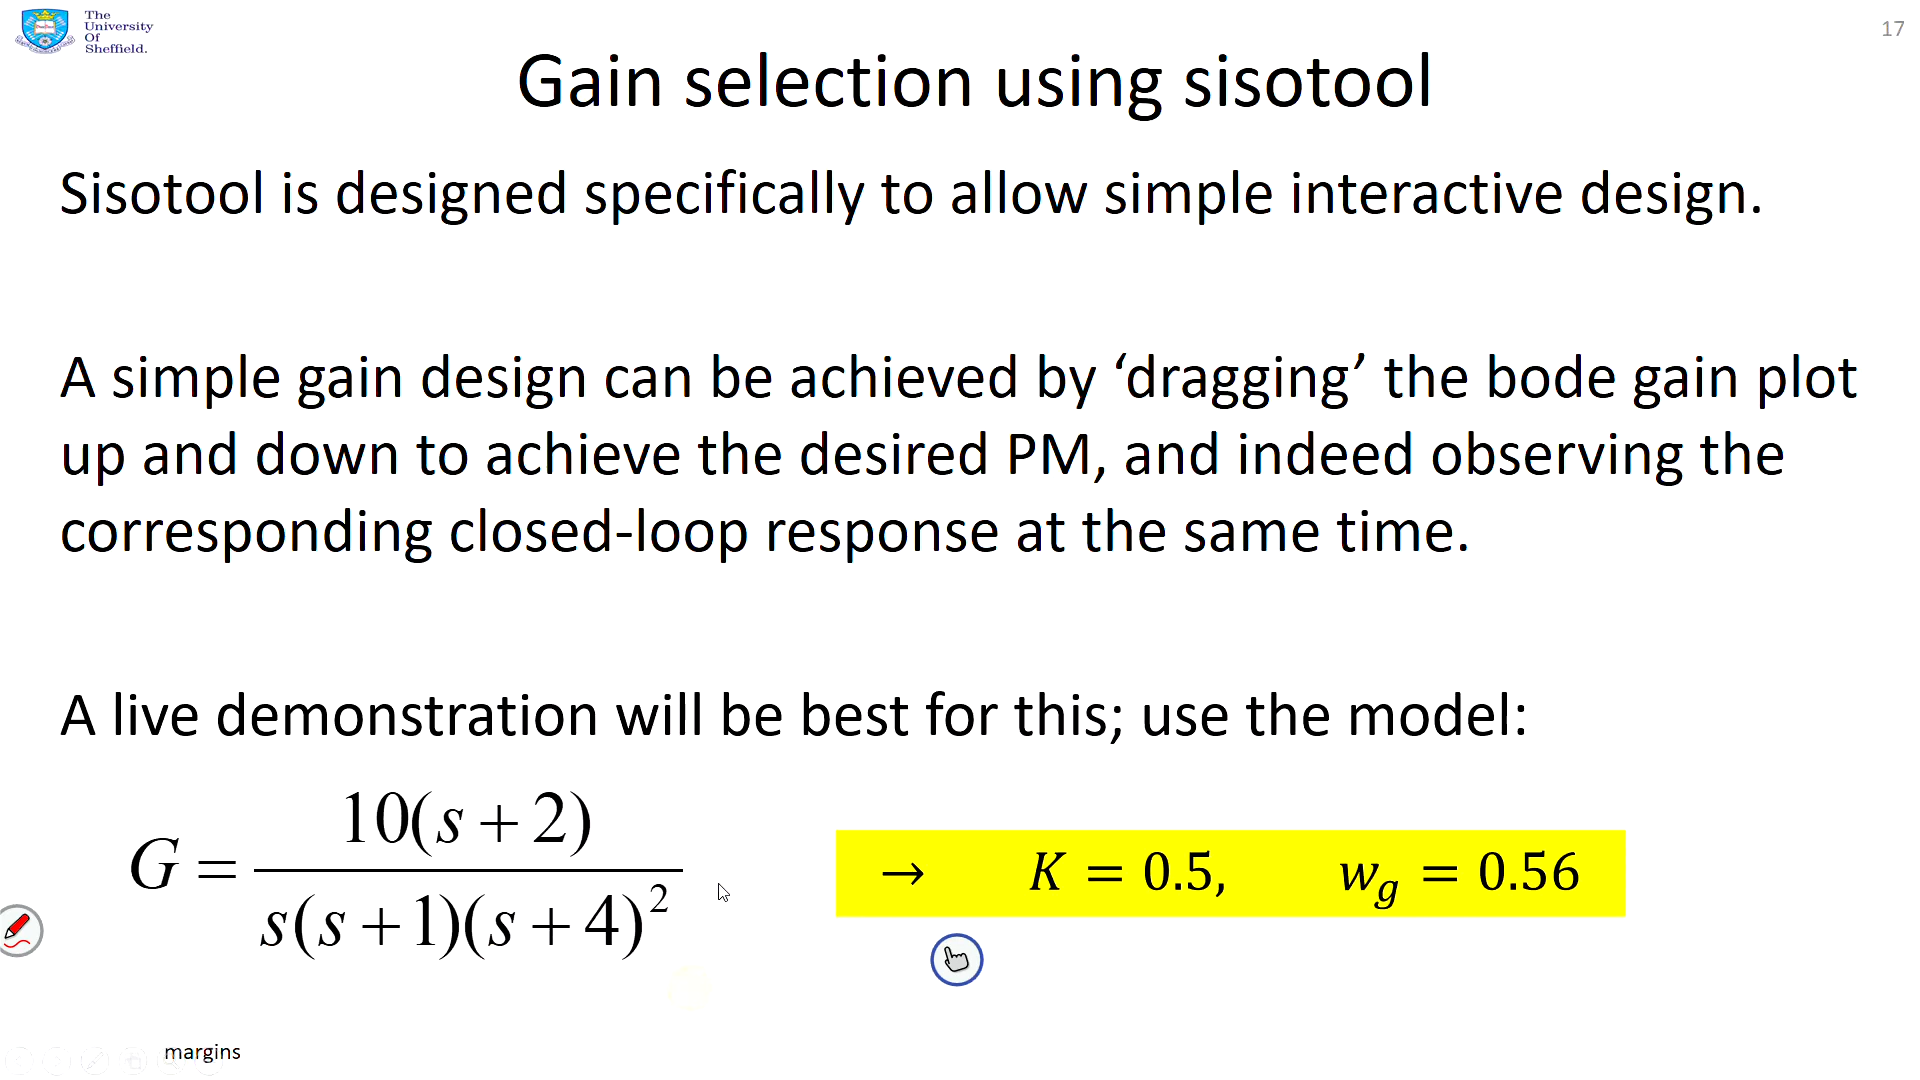 The
University
Of
Sheffield.
17
Gain selection using sisotool
Sisotool is designed specifically to allow simple interactive design.
A simple gain design can be achieved by ‘dragging’ the bode gain plot
up and down to achieve the desired PM, and indeed observing the
corresponding closed-loop response at the same time.
A live demonstration will be best for this; use the model:
G = 10(s + 2) / s(s + 1)(s + 4)²
→ K = 0.5, w_g = 0.56
margins